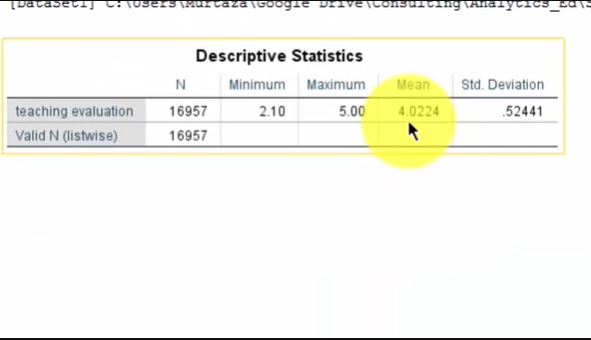 [DataSet1] C:\Users\Murtaza\Google Drive\Consulting\Analytics_Ed\S
Descriptive Statistics
N Minimum Maximum Mean Std. Deviation
teaching evaluation 16957 2.10 5.00 4.0224 .52441
Valid N (listwise) 16957